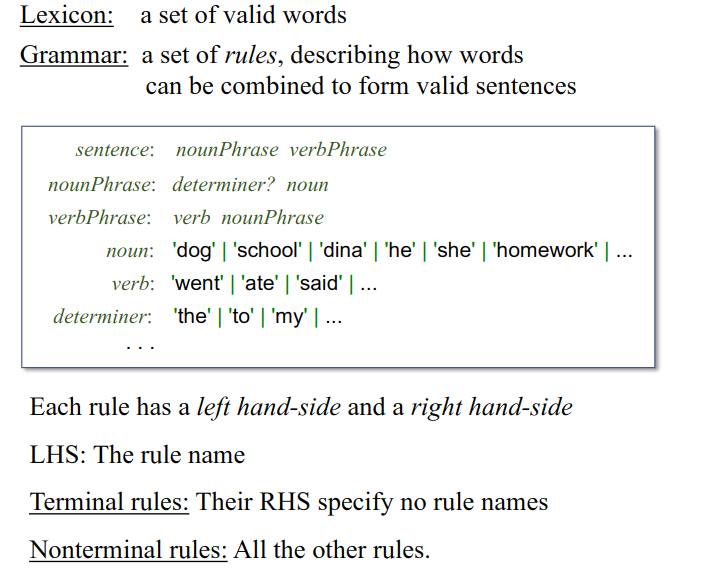 Lexicon: a set of valid words
Grammar: a set of rules, describing how words
can be combined to form valid sentences
sentence: nounPhrase verbPhrase
nounPhrase: determiner? noun
verbPhrase: verb nounPhrase
noun: 'dog' | 'school' | 'dina' | 'he' | 'she' | 'homework' | ...
verb: 'went' | 'ate' | 'said' | ...
determiner: 'the' | 'to' | 'my' | ...
. . .
Each rule has a left hand-side and a right hand-side
LHS: The rule name
Terminal rules: Their RHS specify no rule names
Nonterminal rules: All the other rules.